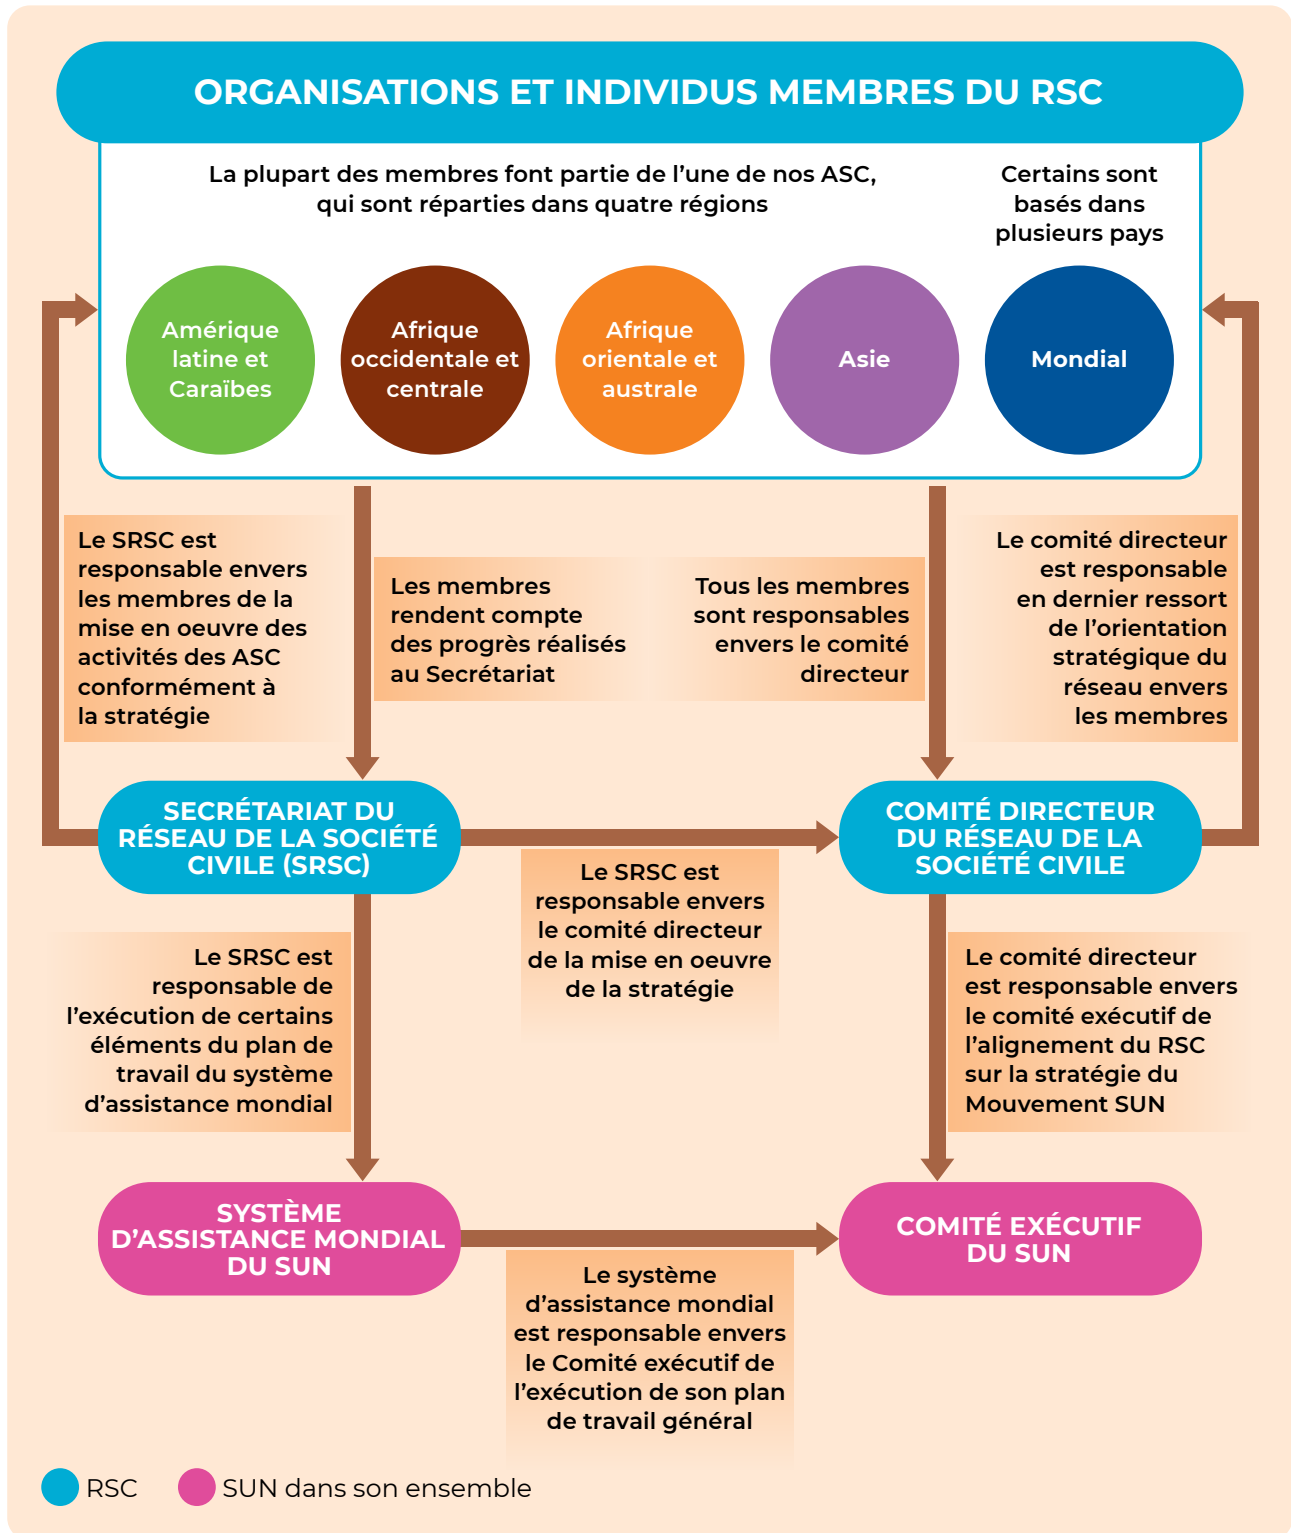 ORGANISATIONS ET INDIVIDUS MEMBRES DU RSC
La plupart des membres font partie de l’une de nos ASC,
qui sont réparties dans quatre régions
Certains sont
basés dans
plusieurs pays
Amérique
latine et
Caraïbes
Afrique
occidentale et
centrale
Afrique
orientale et
australe
Asie
Mondial
Le SRSC est
responsable envers
les membres de la
mise en oeuvre des
activités des ASC
conformément à
la stratégie
Les membres
rendent compte
des progrès réalisés
au Secrétariat
Tous les membres
sont responsables
envers le comité
directeur
Le comité directeur
est responsable
en dernier ressort
de l’orientation
stratégique du
réseau envers
les membres
SECRÉTARIAT DU
RÉSEAU DE LA SOCIÉTÉ
CIVILE (SRSC)
COMITÉ DIRECTEUR
DU RÉSEAU DE LA
SOCIÉTÉ CIVILE
Le SRSC est
responsable envers
le comité directeur
de la mise en oeuvre
de la stratégie
Le SRSC est
responsable de
l’exécution de certains
éléments du plan de
travail du système
d’assistance mondial
Le comité directeur
est responsable envers
le comité exécutif de
l’alignement du RSC
sur la stratégie du
Mouvement SUN
SYSTÈME
D’ASSISTANCE MONDIAL
DU SUN
COMITÉ EXÉCUTIF
DU SUN
Le système
d’assistance mondial
est responsable envers
le Comité exécutif de
l’exécution de son plan
de travail général
RSC
SUN dans son ensemble